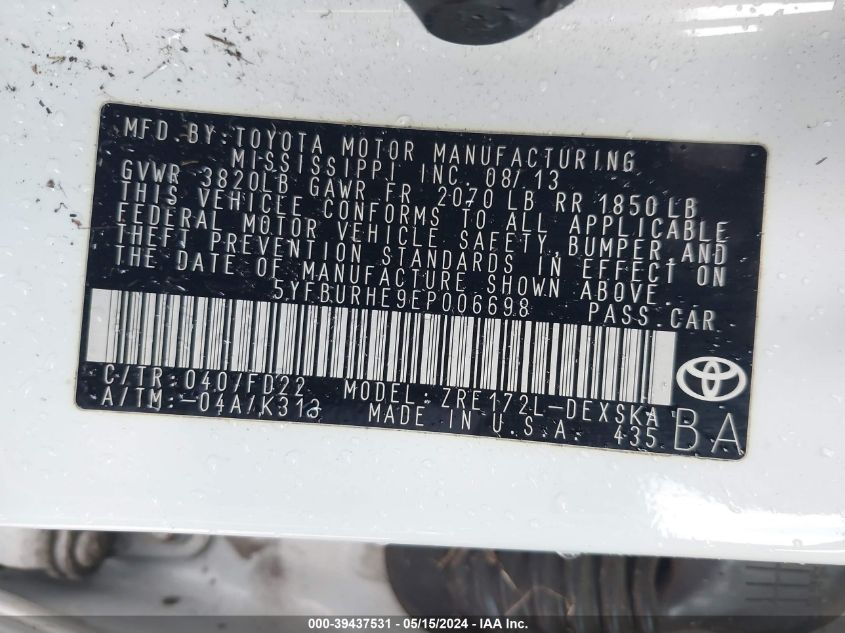 MFD.BY:TOYOTA MOTOR MANUFACTURING
MISSISSIPPI INC. 08/13
GVWR 3820LB GAWR FR 2070 LB RR 1850 LB
THIS VEHICLE CONFORMS TO ALL APPLICABLE
FEDERAL MOTOR VEHICLE SAFETY, BUMPER,AND
THEFT PREVENTION STANDARDS IN EFFECT ON
THE DATE OF MANUFACTURE SHOWN ABOVE.
5YFBURHE9EP006698 PASS.CAR
C/TR:040/FD22 MODEL:ZRE172L-DEXSKA
A/TM:-04A/K313 MADE IN U.S.A. 435 BA
000-39437531 - 05/15/2024 - IAA Inc.